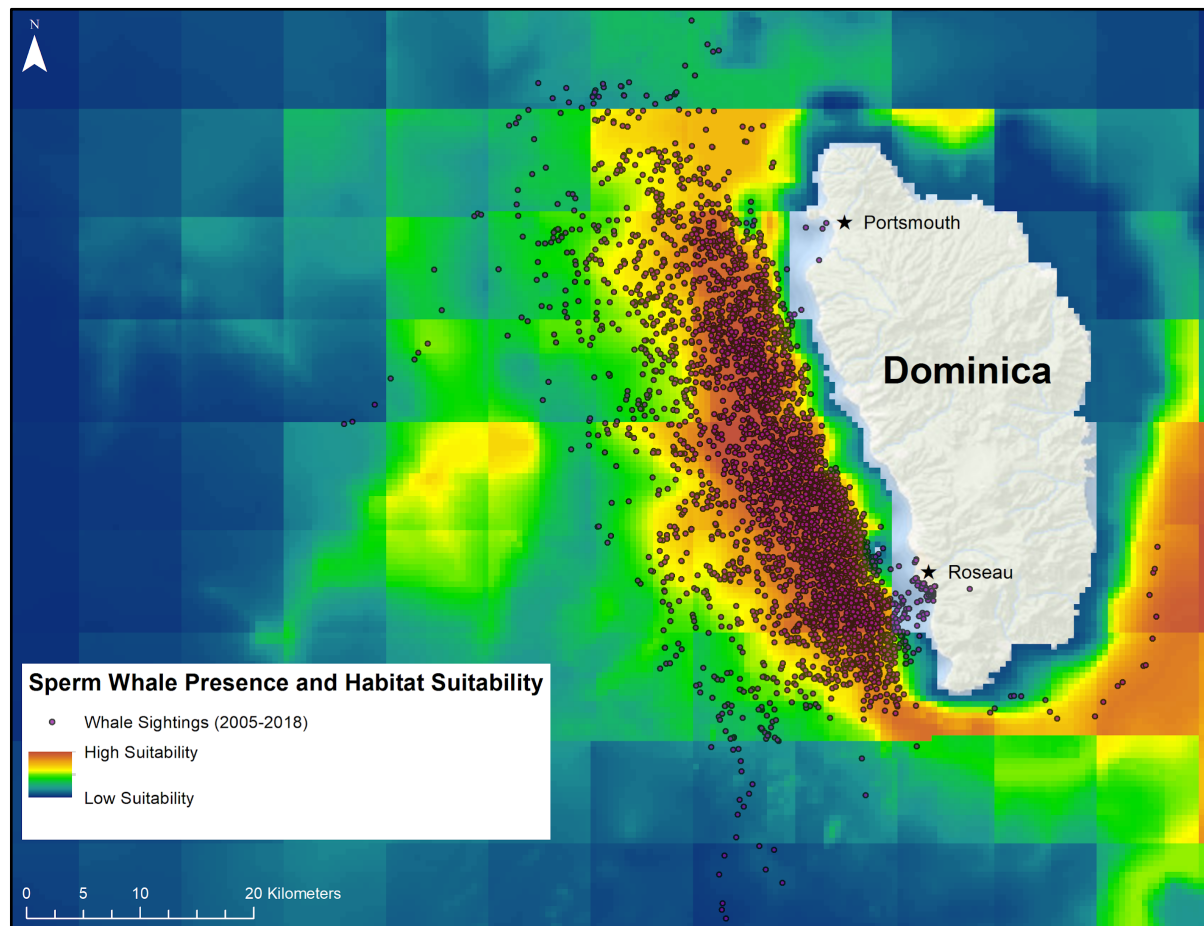 N
Portsmouth
Dominica
Roseau
Sperm Whale Presence and Habitat Suitability
Whale Sightings (2005-2018)
High Suitability
Low Suitability
0 5 10 20 Kilometers